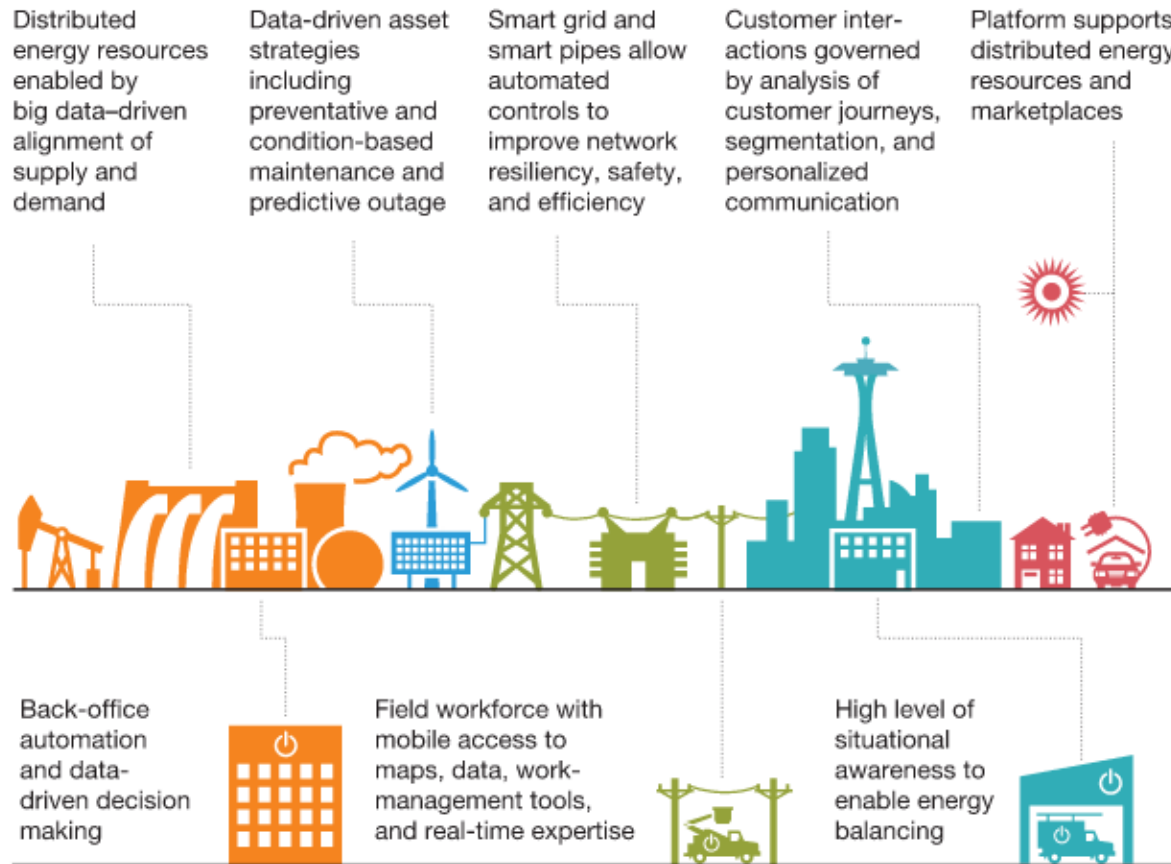 Distributed
energy resources
enabled by
big data–driven
alignment of
supply and
demand
Data-driven asset
strategies
including
preventative and
condition-based
maintenance and
predictive outage
Smart grid and
smart pipes allow
automated
controls to
improve network
resiliency, safety,
and efficiency
Customer inter-
actions governed
by analysis of
customer journeys,
segmentation, and
personalized
communication
Platform supports
distributed energy
resources and
marketplaces
Back-office
automation
and data-
driven decision
making
Field workforce with
mobile access to
maps, data, work-
management tools,
and real-time expertise
High level of
situational
awareness to
enable energy
balancing